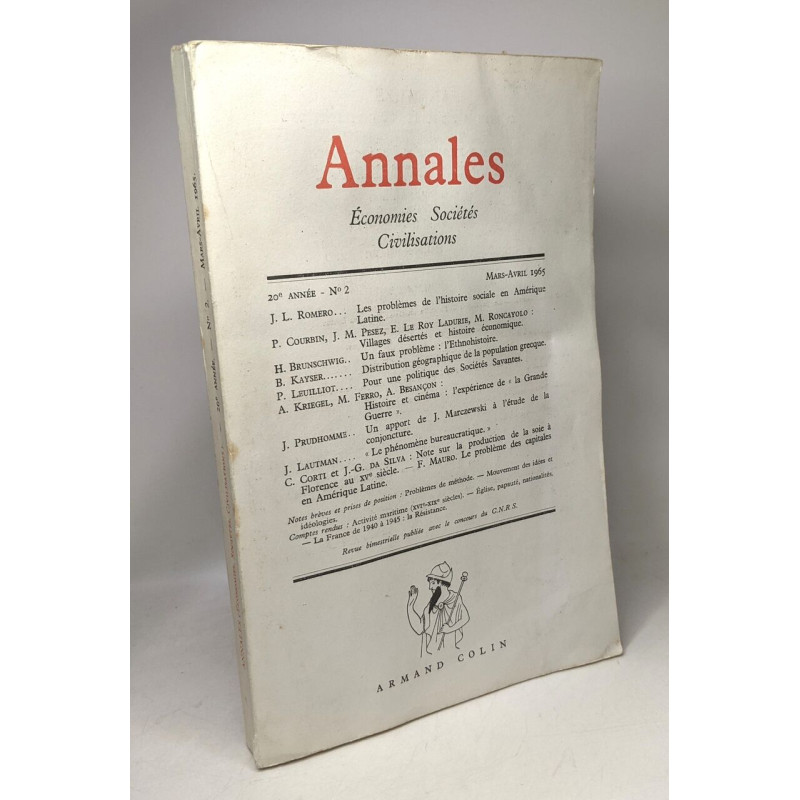 Annales
Économies Sociétés
Civilisations
20e ANNÉE - No 2
MARS-AVRIL 1965
J. L. ROMERO... Les problèmes de l'histoire sociale en Amérique
Latine.
P. COURBIN, J. M. PESEZ, E. LE ROY LADURIE, M. RONCAYOLO :
Villages désertés et histoire économique.
H. BRUNSCHWIG.. Un faux problème : l'Ethnohistoire.
B. KAYSER....... Distribution géographique de la population grecque.
P. LEUILLIOT.... Pour une politique des Sociétés Savantes.
A. KRIEGEL, M. FERRO, A. BESANÇON :
Histoire et cinéma : l'expérience de « la Grande
Guerre ».
J. PRUDHOMME.. Un apport de J. Marczewski à l'étude de la
conjoncture.
J. LAUTMAN.... « Le phénomène bureaucratique. »
C. CORTI et J.-G. DA SILVA : Note sur la production de la soie à
Florence au XVe siècle. — F. MAURO. Le problème des capitales
en Amérique Latine.
Notes brèves et prises de position : Problèmes de méthode. — Mouvement des idées et
idéologies.
Comptes rendus : Activité maritime (XVIe-XIXe siècles). — Église, papauté, nationalités.
— La France de 1940 à 1945 : la Résistance.
Revue bimestrielle publiée avec le concours du C.N.R.S.
ARMAND COLIN
20e ANNÉE — No 2 — MARS-AVRIL 1965.